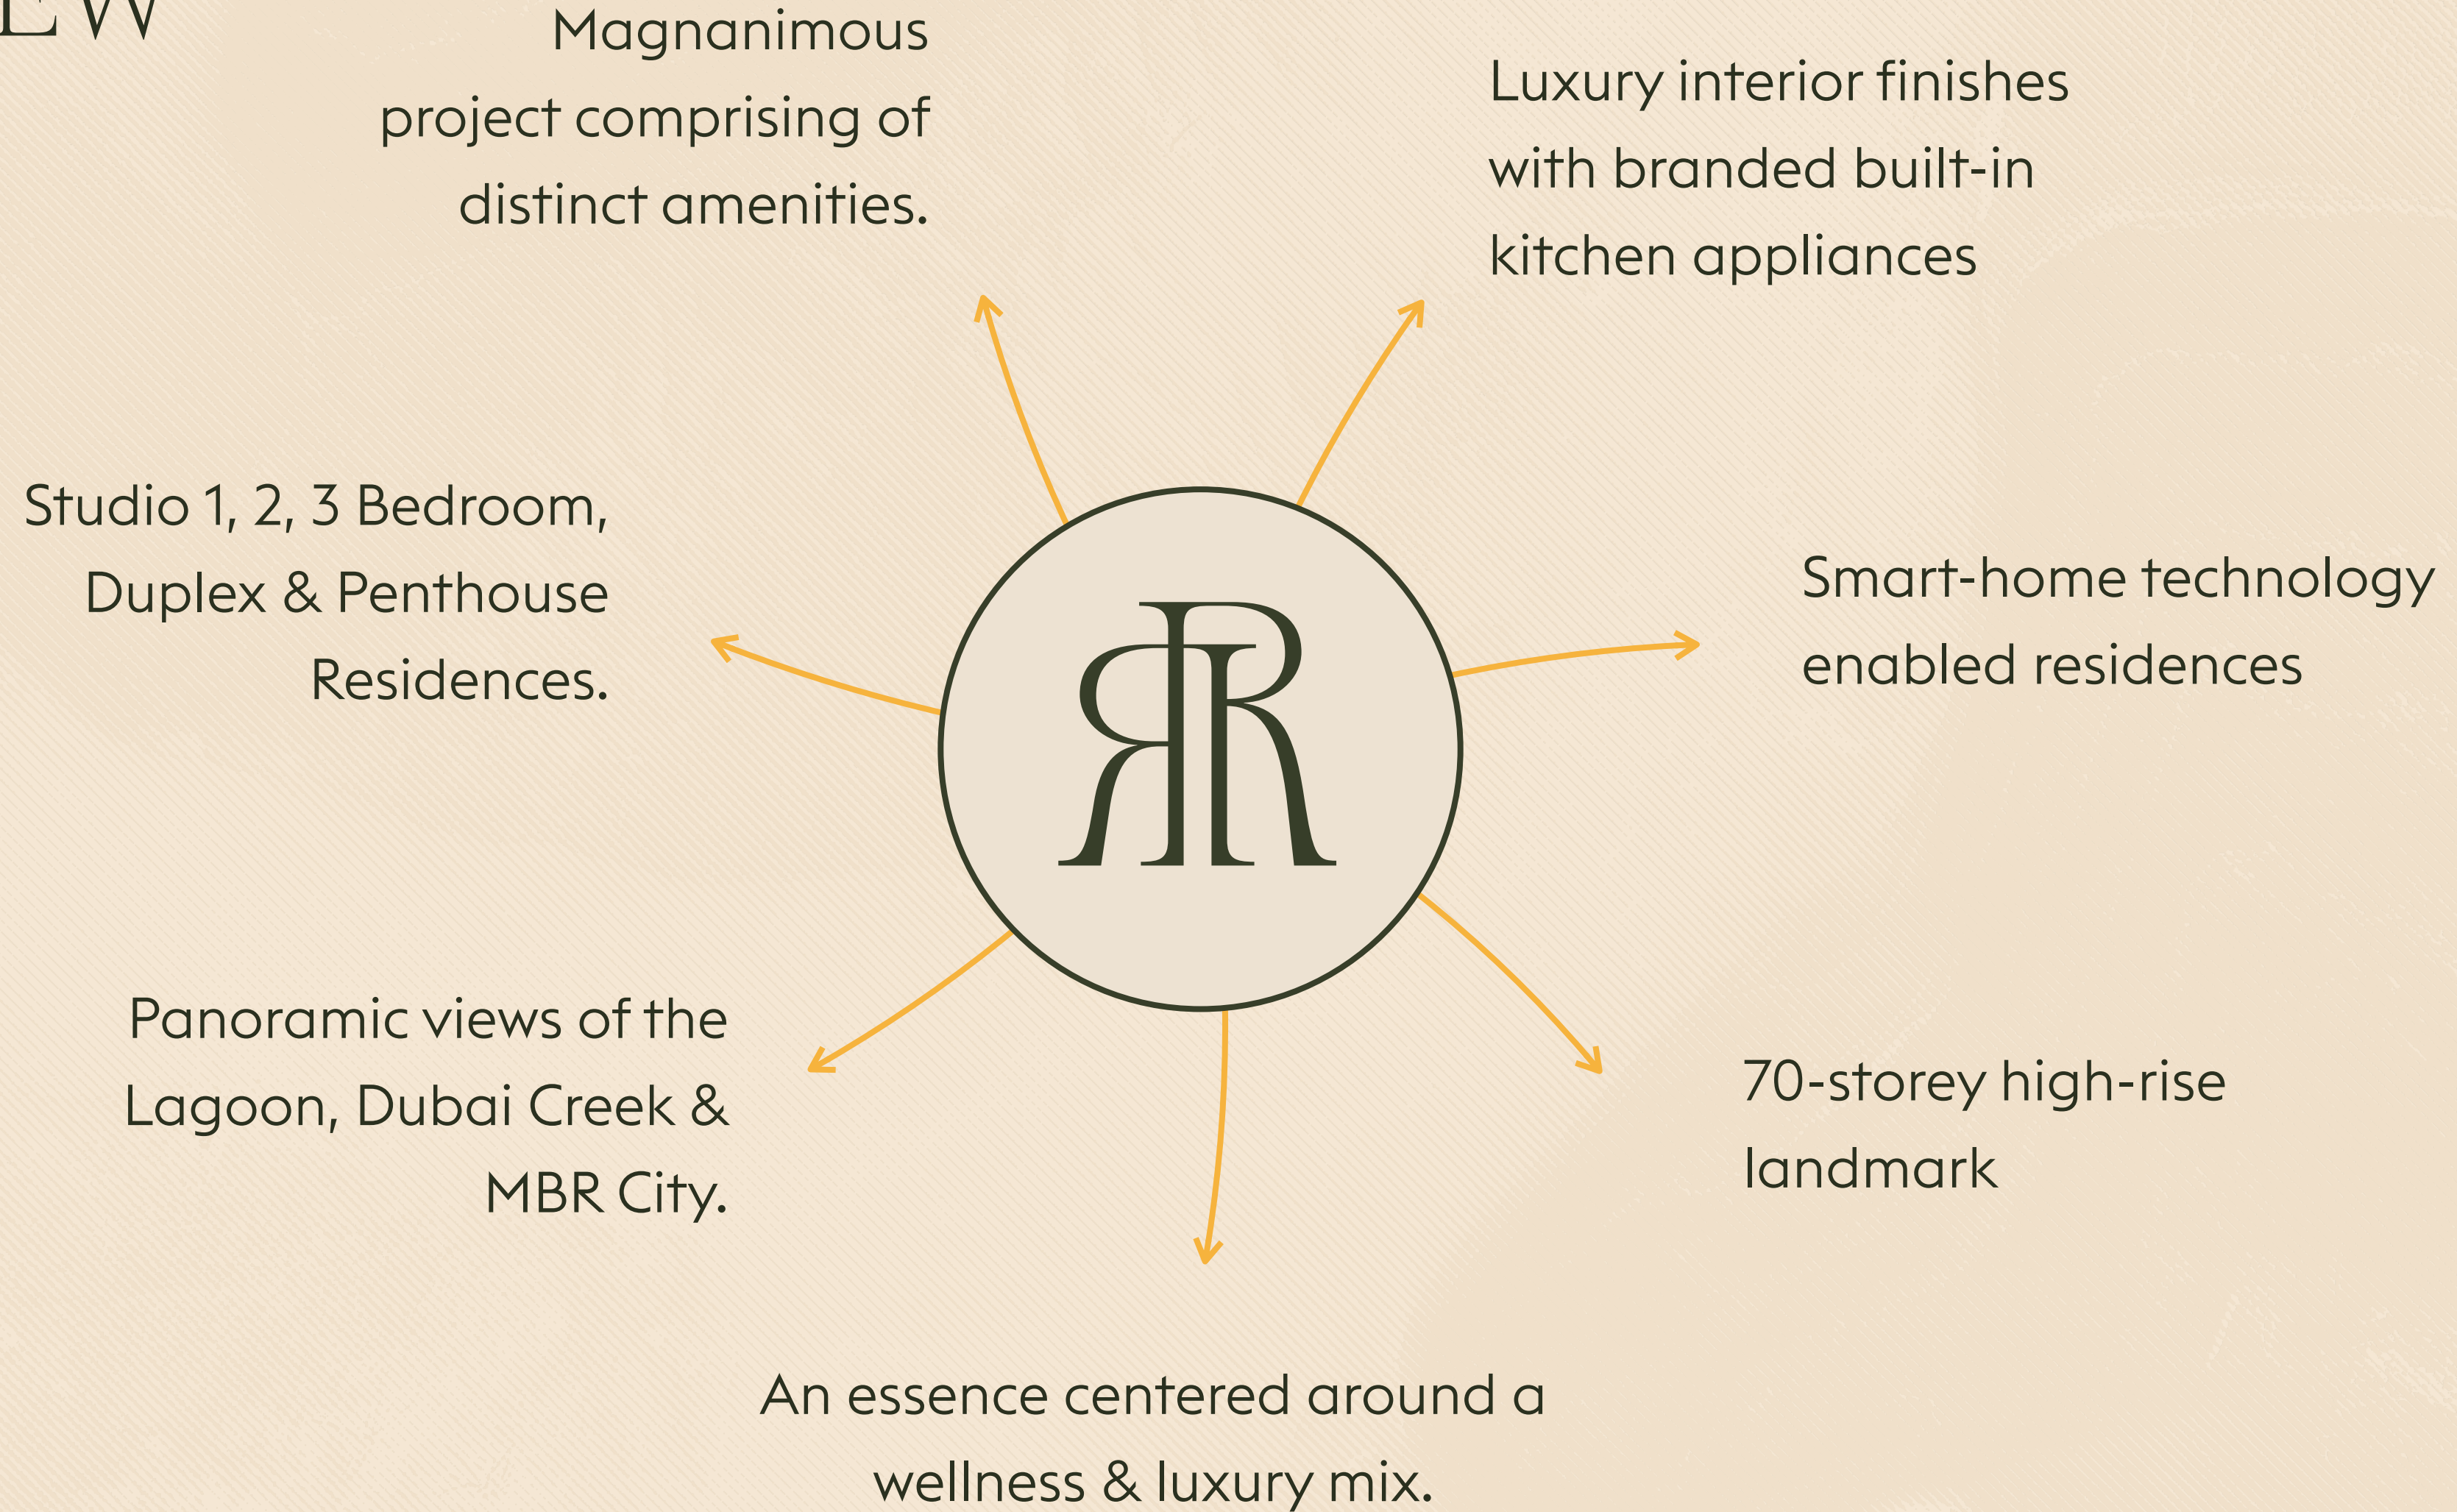 Magnanimous
project comprising of
distinct amenities.
Luxury interior finishes
with branded built-in
kitchen appliances
Studio 1, 2, 3 Bedroom,
Duplex & Penthouse
Residences.
Smart-home technology
enabled residences
Panoramic views of the
Lagoon, Dubai Creek &
MBR City.
70-storey high-rise
landmark
An essence centered around a
wellness & luxury mix.